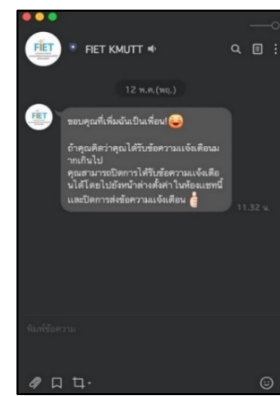 FIET
FIET KMUTT
12 พ.ค.(พฤ.)
FIET
ขอบคุณที่เพิ่มฉันเป็นเพื่อน!
ถ้าคุณคิดว่าคุณได้รับข้อความแจ้งเตือนม
ากเกินไป
คุณสามารถปิดการได้รับข้อความแจ้งเตือ
นได้โดยไปยังหน้าต่างตั้งค่า ในห้องแชทนี้
และปิดการส่งข้อความแจ้งเตือน
11.32 น.
พิมพ์ข้อความ